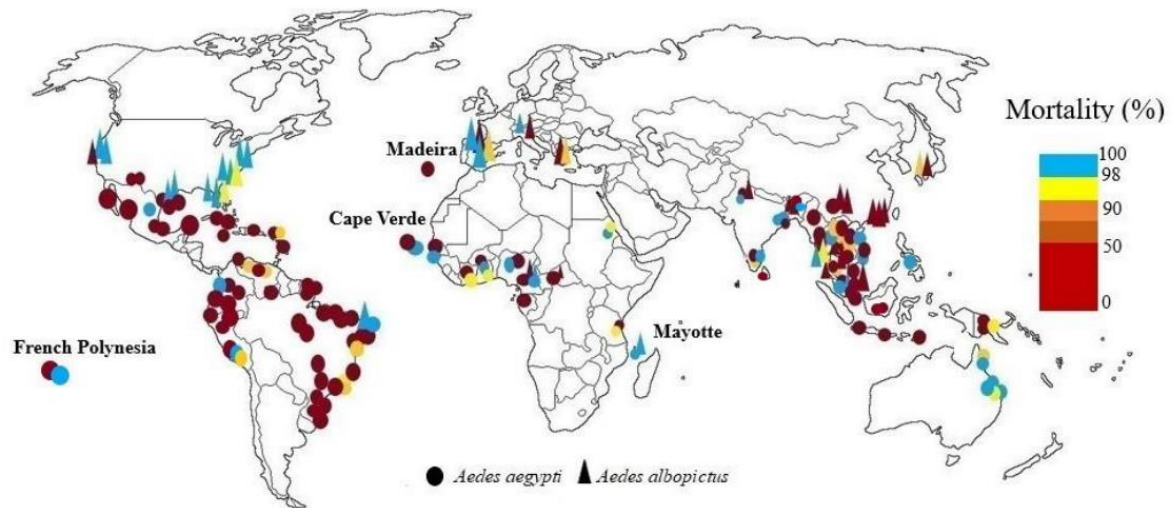 Mortality (%)
100
98
90
50
0
Madeira
Cape Verde
Mayotte
French Polynesia
Aedes aegypti
Aedes albopictus